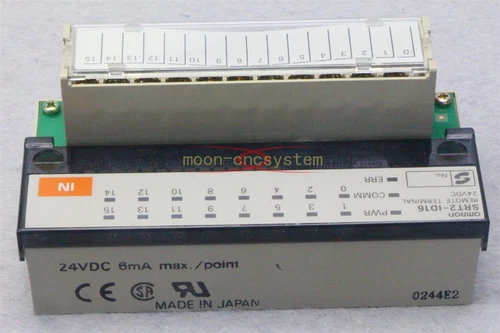 15 14 13 12 11 10 9 8 7 6 5 4 3 2 1 0
moon-cncsystem
IN
14 12 10 8 6 4 2 0 COMM ERR
15 13 11 9 7 5 3 1 PWR
S No.
omron
SRT2-ID16
REMOTE TERMINAL
24VDC
24VDC 6mA max./point
CE SA UR
MADE IN JAPAN
0244E2